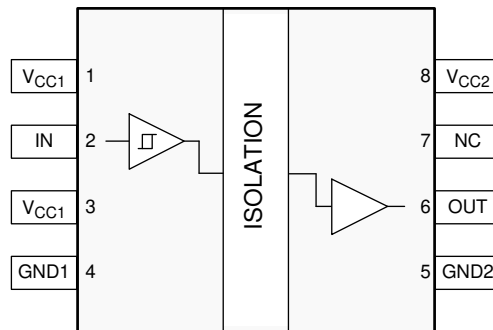 VCC1 1
IN 2
VCC1 3
GND1 4
ISOLATION
8 VCC2
7 NC
6 OUT
5 GND2